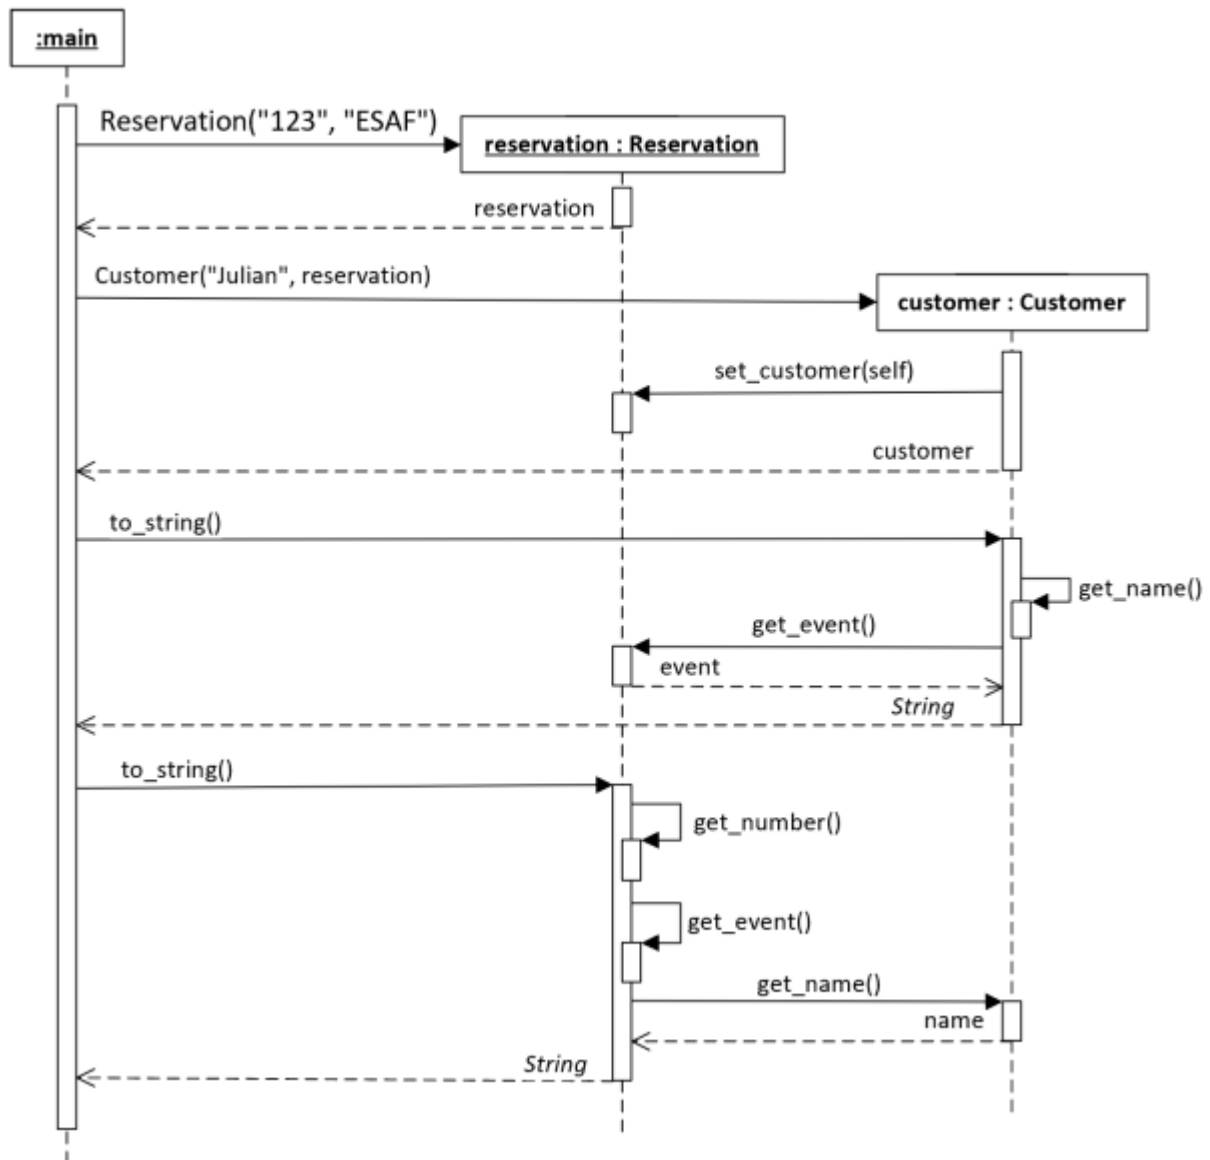 :main
Reservation("123", "ESAF")
reservation : Reservation
reservation
Customer("Julian", reservation)
customer : Customer
set_customer(self)
customer
to_string()
get_name()
get_event()
event
String
to_string()
get_number()
get_event()
get_name()
name
String